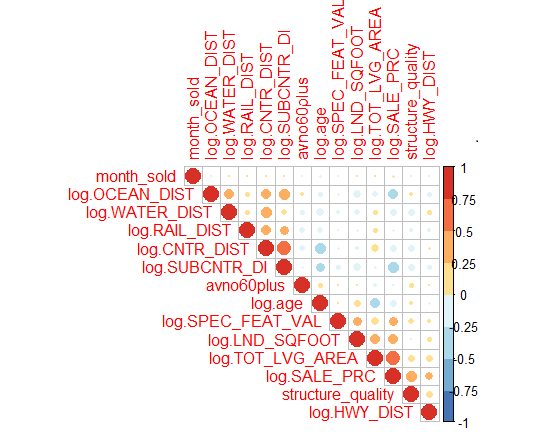 month_sold
log.OCEAN_DIST
log.WATER_DIST
log.RAIL_DIST
log.CNTR_DIST
log.SUBCNTR_DI
avno60plus
log.age
log.SPEC_FEAT_VAL
log.LND_SQFOOT
log.TOT_LVG_AREA
log.SALE_PRC
structure_quality
log.HWY_DIST
month_sold
log.OCEAN_DIST
log.WATER_DIST
log.RAIL_DIST
log.CNTR_DIST
log.SUBCNTR_DI
avno60plus
log.age
log.SPEC_FEAT_VAL
log.LND_SQFOOT
log.TOT_LVG_AREA
log.SALE_PRC
structure_quality
log.HWY_DIST
1
0.75
0.5
0.25
0
-0.25
-0.5
-0.75
-1